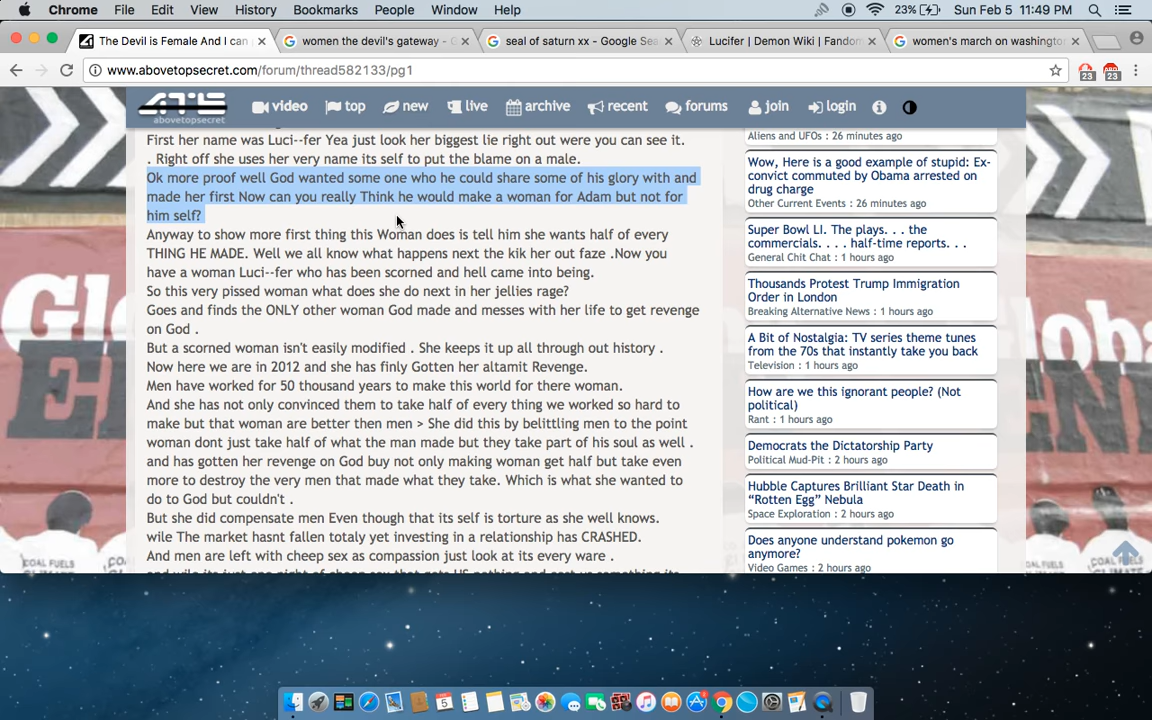 Chrome File Edit View History Bookmarks People Window Help 23% Sun Feb 5 11:49 PM
The Devil is Female And I can women the devil's gateway - G seal of saturn xx - Google Sea Lucifer | Demon Wiki | Fandom women's march on washington
www.abovetopsecret.com/forum/thread582133/pg1 23 23
ATS abovetopsecret video top new live archive recent forums join login
First her name was Luci--fer Yea just look her biggest lie right out were you can see it.
. Right off she uses her very name its self to put the blame on a male.
Ok more proof well God wanted some one who he could share some of his glory with and
made her first Now can you really Think he would make a woman for Adam but not for
him self?
Anyway to show more first thing this Woman does is tell him she wants half of every
THING HE MADE. Well we all know what happens next the kik her out faze .Now you
have a woman Luci--fer who has been scorned and hell came into being.
So this very pissed woman what does she do next in her jellies rage?
Goes and finds the ONLY other woman God made and messes with her life to get revenge
on God .
But a scorned woman isn't easily modified . She keeps it up all through out history .
Now here we are in 2012 and she has finly Gotten her altamit Revenge.
Men have worked for 50 thousand years to make this world for there woman.
And she has not only convinced them to take half of every thing we worked so hard to
make but that woman are better then men > She did this by belittling men to the point
woman dont just take half of what the man made but they take part of his soul as well .
and has gotten her revenge on God buy not only making woman get half but take even
more to destroy the very men that made what they take. Which is what she wanted to
do to God but couldn't .
But she did compensate men Even though that its self is torture as she well knows.
wile The market hasnt fallen totaly yet investing in a relationship has CRASHED.
And men are left with cheep sex as compassion just look at its every ware .
Aliens and UFOs : 26 minutes ago
Wow, Here is a good example of stupid: Ex-
convict commuted by Obama arrested on
drug charge
Other Current Events : 26 minutes ago
Super Bowl LI. The plays. . . the
commercials. . . . half-time reports. . .
General Chit Chat : 1 hours ago
Thousands Protest Trump Immigration
Order in London
Breaking Alternative News : 1 hours ago
A Bit of Nostalgia: TV series theme tunes
from the 70s that instantly take you back
Television : 1 hours ago
How are we this ignorant people? (Not
political)
Rant : 1 hours ago
Democrats the Dictatorship Party
Political Mud-Pit : 2 hours ago
Hubble Captures Brilliant Star Death in
“Rotten Egg” Nebula
Space Exploration : 2 hours ago
Does anyone understand pokemon go
anymore?
Video Games : 2 hours ago